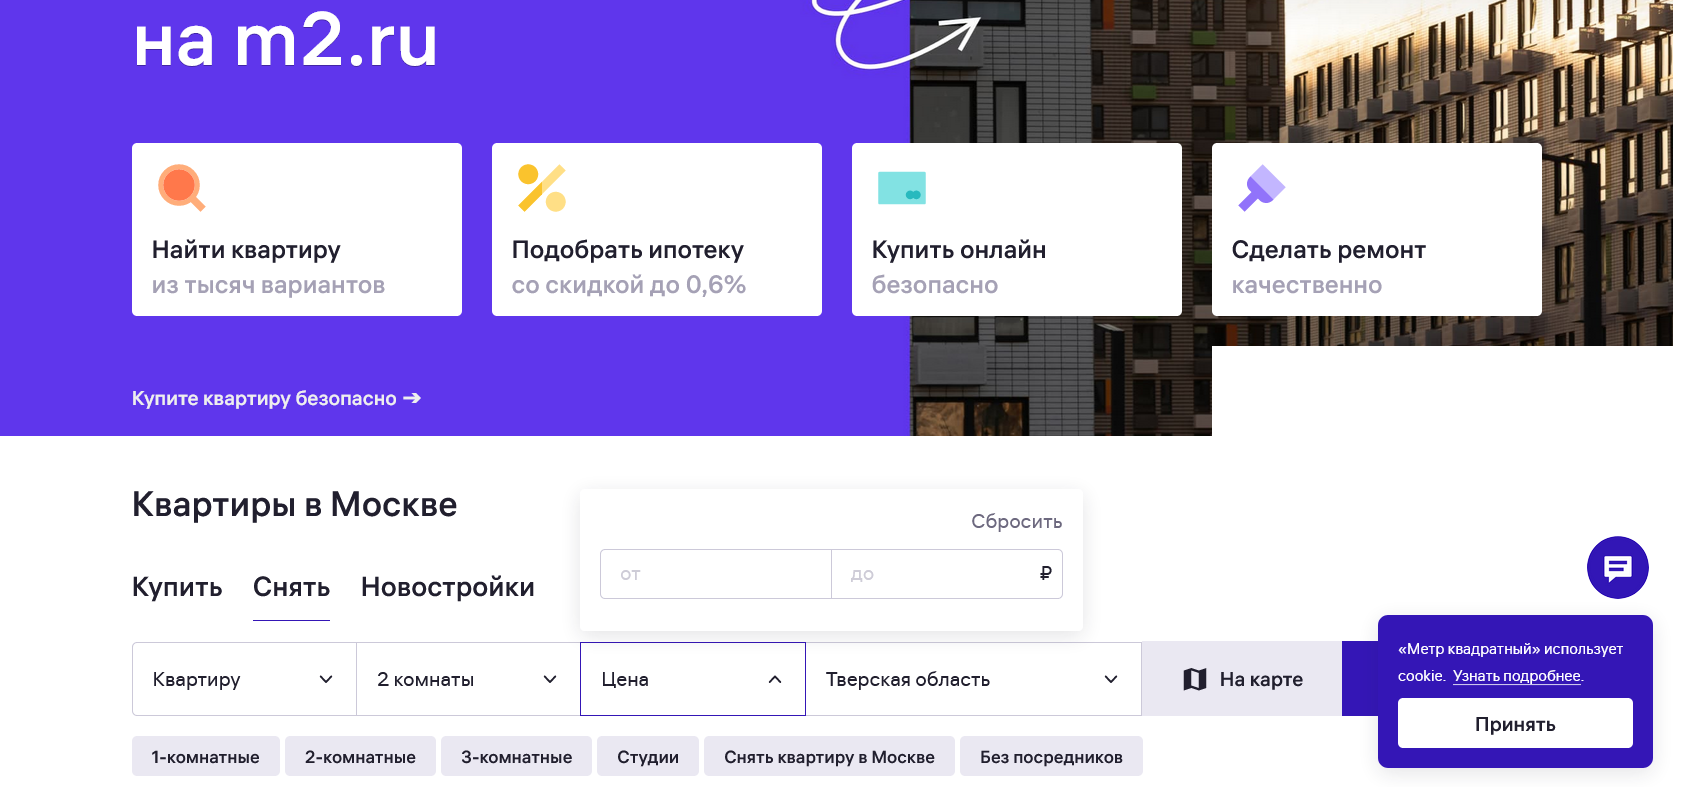 на m2.ru
Найти квартиру
из тысяч вариантов
Подобрать ипотеку
со скидкой до 0,6%
Купить онлайн
безопасно
Сделать ремонт
качественно
Купите квартиру безопасно ➔
Квартиры в Москве
Сбросить
от
до
₽
Купить
Снять
Новостройки
Квартиру
2 комнаты
Цена
Тверская область
На карте
1-комнатные
2-комнатные
3-комнатные
Студии
Снять квартиру в Москве
Без посредников
«Метр квадратный» использует
cookie. Узнать подробнее.
Принять